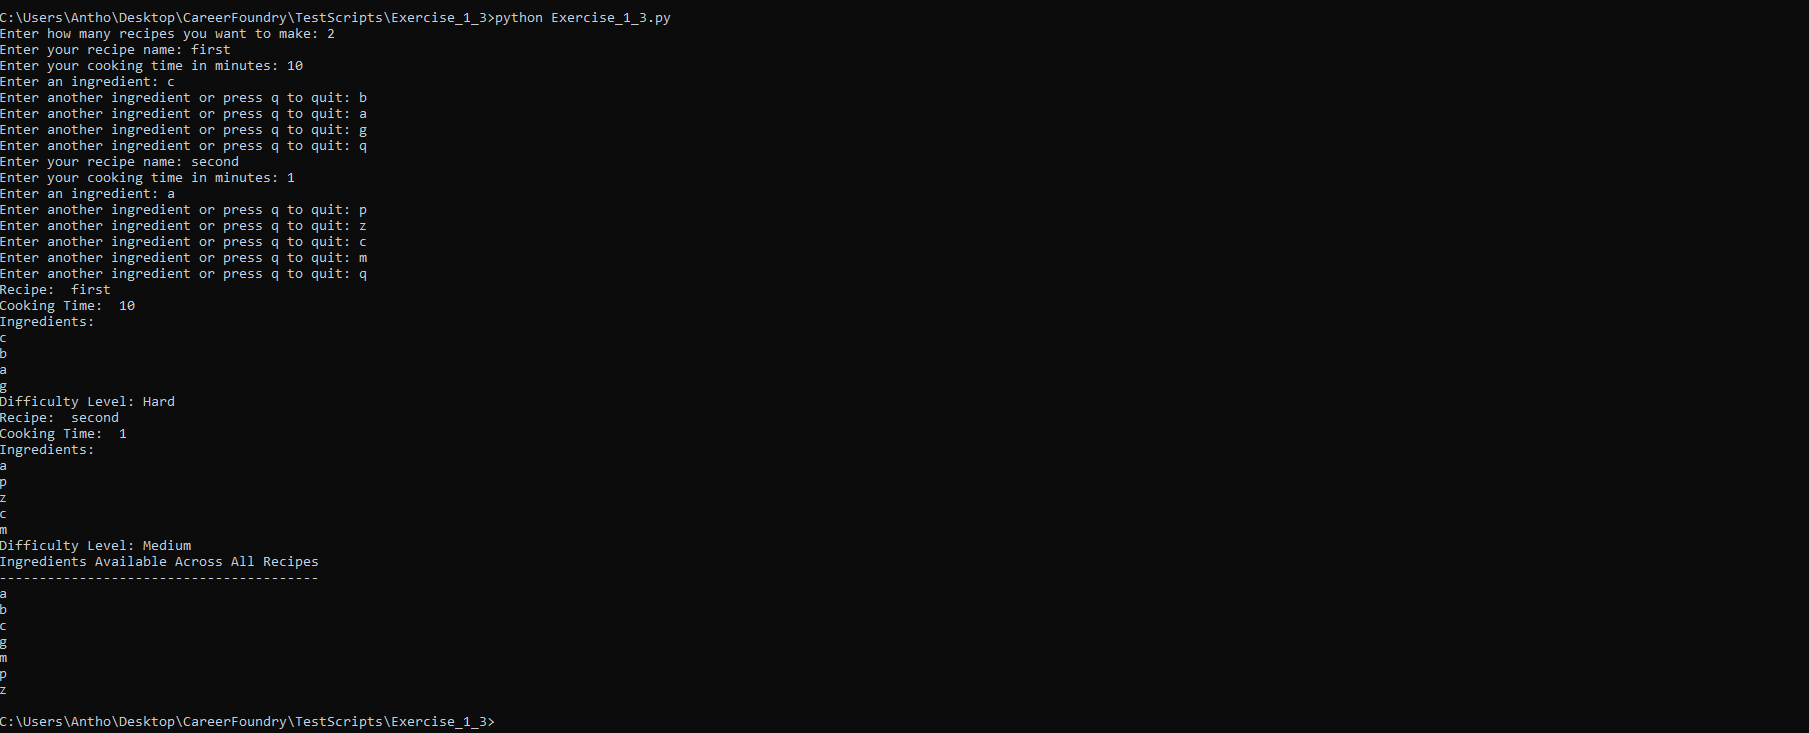 C:\Users\Antho\Desktop\CareerFoundry\TestScripts\Exercise_1_3>python Exercise_1_3.py
Enter how many recipes you want to make: 2
Enter your recipe name: first
Enter your cooking time in minutes: 10
Enter an ingredient: c
Enter another ingredient or press q to quit: b
Enter another ingredient or press q to quit: a
Enter another ingredient or press q to quit: g
Enter another ingredient or press q to quit: q
Enter your recipe name: second
Enter your cooking time in minutes: 1
Enter an ingredient: a
Enter another ingredient or press q to quit: p
Enter another ingredient or press q to quit: z
Enter another ingredient or press q to quit: c
Enter another ingredient or press q to quit: m
Enter another ingredient or press q to quit: q
Recipe:  first
Cooking Time:  10
Ingredients:
c
b
a
g
Difficulty Level: Hard
Recipe:  second
Cooking Time:  1
Ingredients:
a
p
z
c
m
Difficulty Level: Medium
Ingredients Available Across All Recipes
----------------------------------------
a
b
c
g
m
p
z
C:\Users\Antho\Desktop\CareerFoundry\TestScripts\Exercise_1_3>